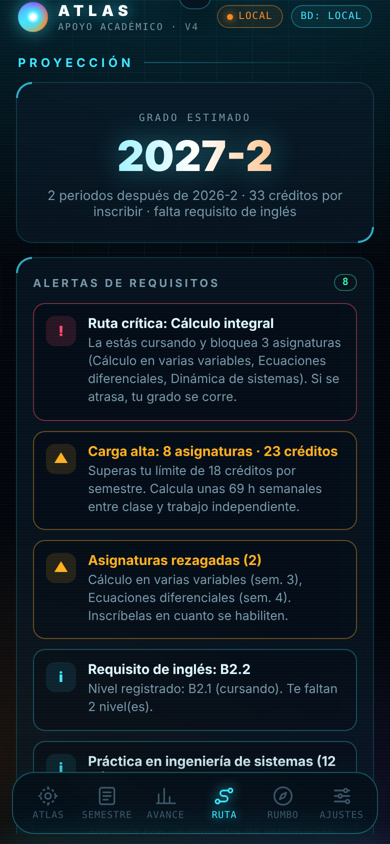 ATLAS
APOYO ACADÉMICO · V4
LOCAL
BD: LOCAL
PROYECCIÓN
GRADO ESTIMADO
2027-2
2 periodos después de 2026-2 · 33 créditos por
inscribir · falta requisito de inglés
ALERTAS DE REQUISITOS
8
!
Ruta crítica: Cálculo integral
La estás cursando y bloquea 3 asignaturas
(Cálculo en varias variables, Ecuaciones
diferenciales, Dinámica de sistemas). Si se
atrasa, tu grado se corre.
Carga alta: 8 asignaturas · 23 créditos
Superas tu límite de 18 créditos por
semestre. Calcula unas 69 h semanales
entre clase y trabajo independiente.
Asignaturas rezagadas (2)
Cálculo en varias variables (sem. 3),
Ecuaciones diferenciales (sem. 4).
Inscríbelas en cuanto se habiliten.
i
Requisito de inglés: B2.2
Nivel registrado: B2.1 (cursando). Te faltan
2 nivel(es).
i
Práctica en ingeniería de sistemas (12
ATLAS
SEMESTRE
AVANCE
RUTA
RUMBO
AJUSTES